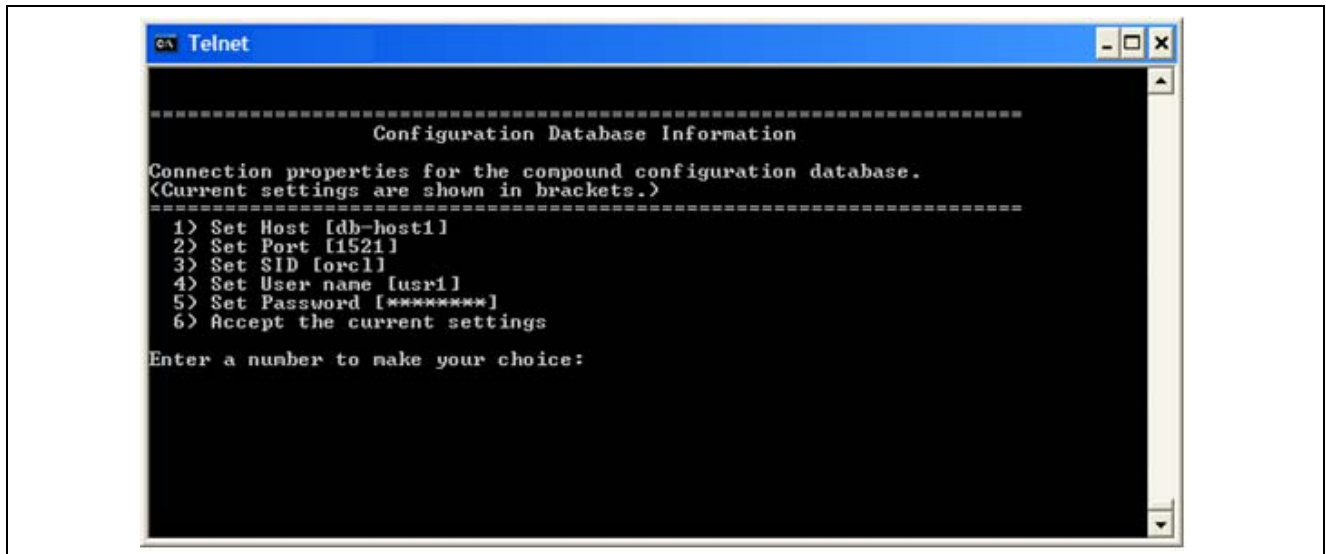 Telnet
======================================================================
Configuration Database Information
Connection properties for the compound configuration database.
(Current settings are shown in brackets.)
======================================================================
1) Set Host [db-host1]
2) Set Port [1521]
3) Set SID [orcl]
4) Set User name [usr1]
5) Set Password [********]
6) Accept the current settings
Enter a number to make your choice: